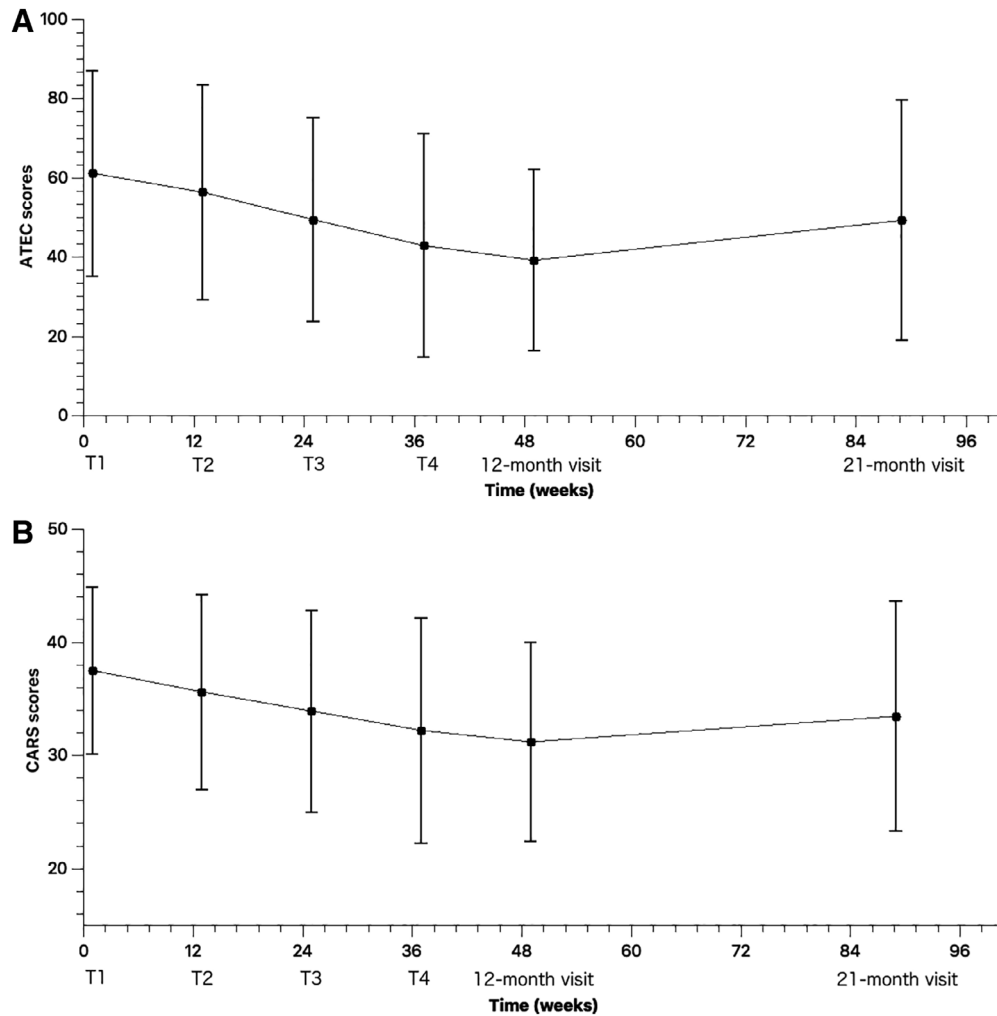 A
100
80
60
40
20
0
ATEC scores
0 12 24 36 48 60 72 84 96
T1 T2 T3 T4 12-month visit 21-month visit
Time (weeks)
B
50
40
30
20
CARS scores
0 12 24 36 48 60 72 84 96
T1 T2 T3 T4 12-month visit 21-month visit
Time (weeks)